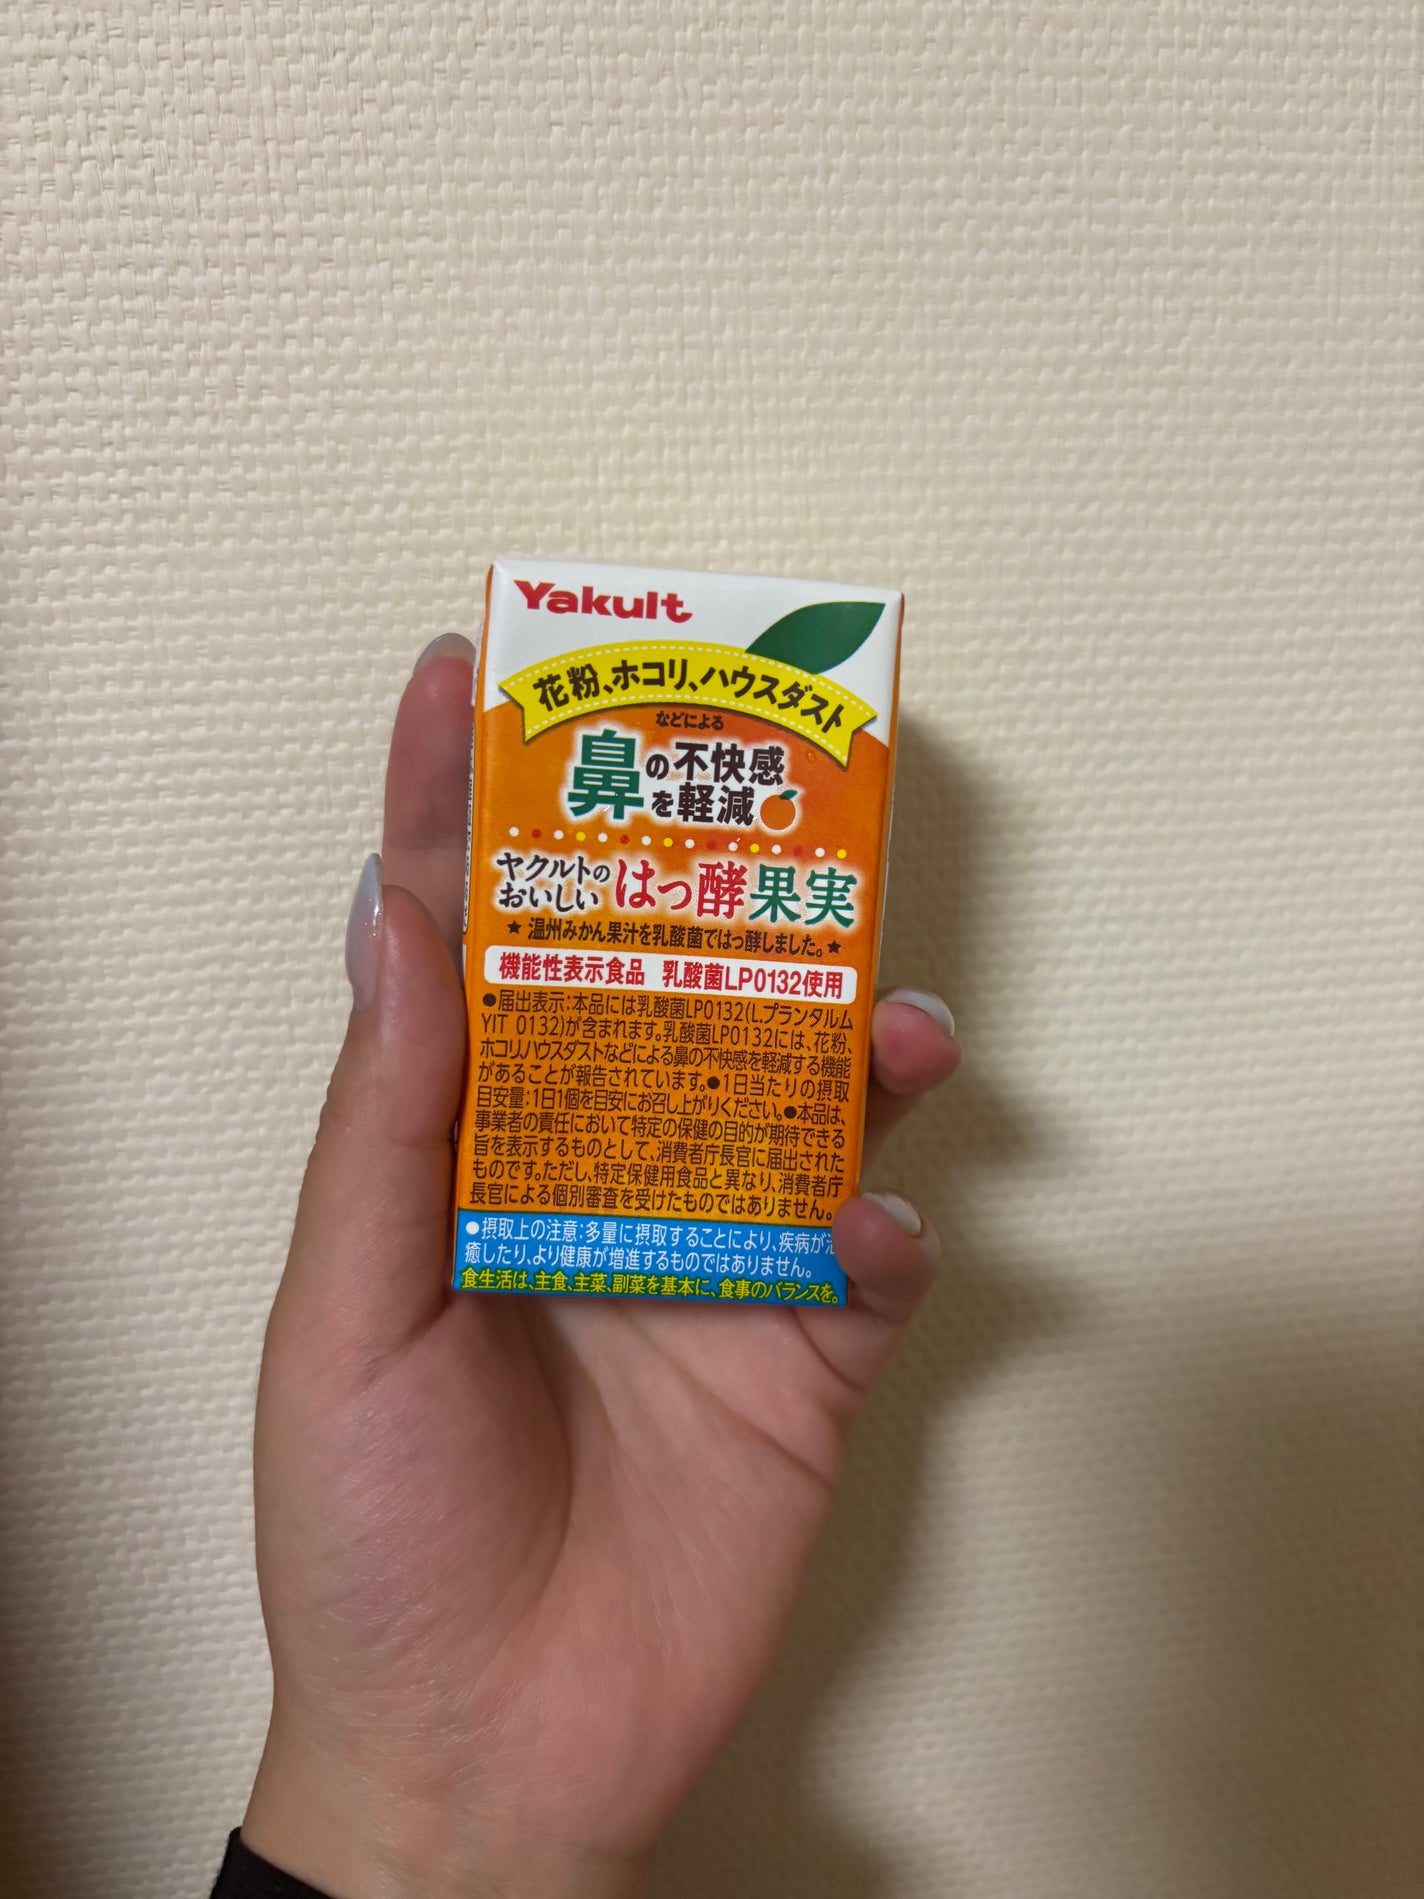 Yakult
花粉、ホコリ、ハウスダスト
などによる
鼻の不快感
を軽減
ヤクルトの
おいしい
はっ酵果実
★温州みかん果汁を乳酸菌ではっ酵しました。★
機能性表示食品 乳酸菌LP0132使用
●届出表示:本品には乳酸菌LP0132(L.プランタルム
YIT 0132)が含まれます。乳酸菌LP0132には、花粉、
ホコリ、ハウスダストなどによる鼻の不快感を軽減する機能
があることが報告されています。●1日当たりの摂取
目安量:1日1個を目安にお召し上がりください。●本品は、
事業者の責任において特定の保健の目的が期待できる
旨を表示するものとして、消費者庁長官に届出された
ものです。ただし、特定保健用食品と異なり、消費者庁
長官による個別審査を受けたものではありません。
●摂取上の注意:多量に摂取することにより、疾病が治
癒したり、より健康が増進するものではありません。
食生活は、主食、主菜、副菜を基本に、食事のバランスを。